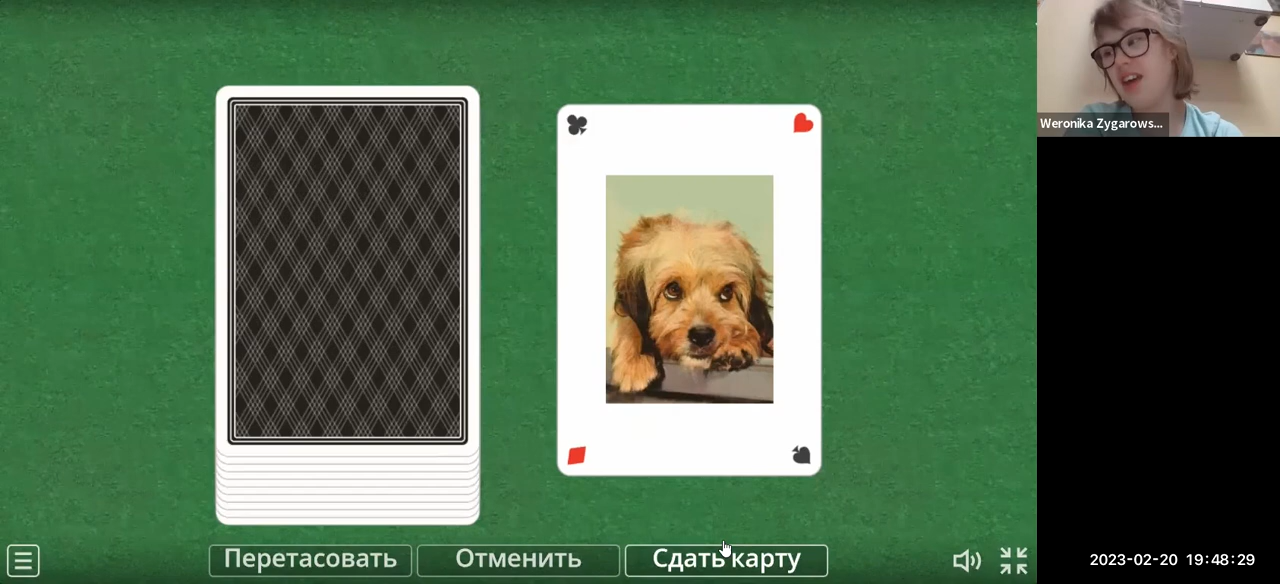 Weronika Zygarows...
Перетасовать
Отменить
Сдать карту
2023-02-20 19:48:29